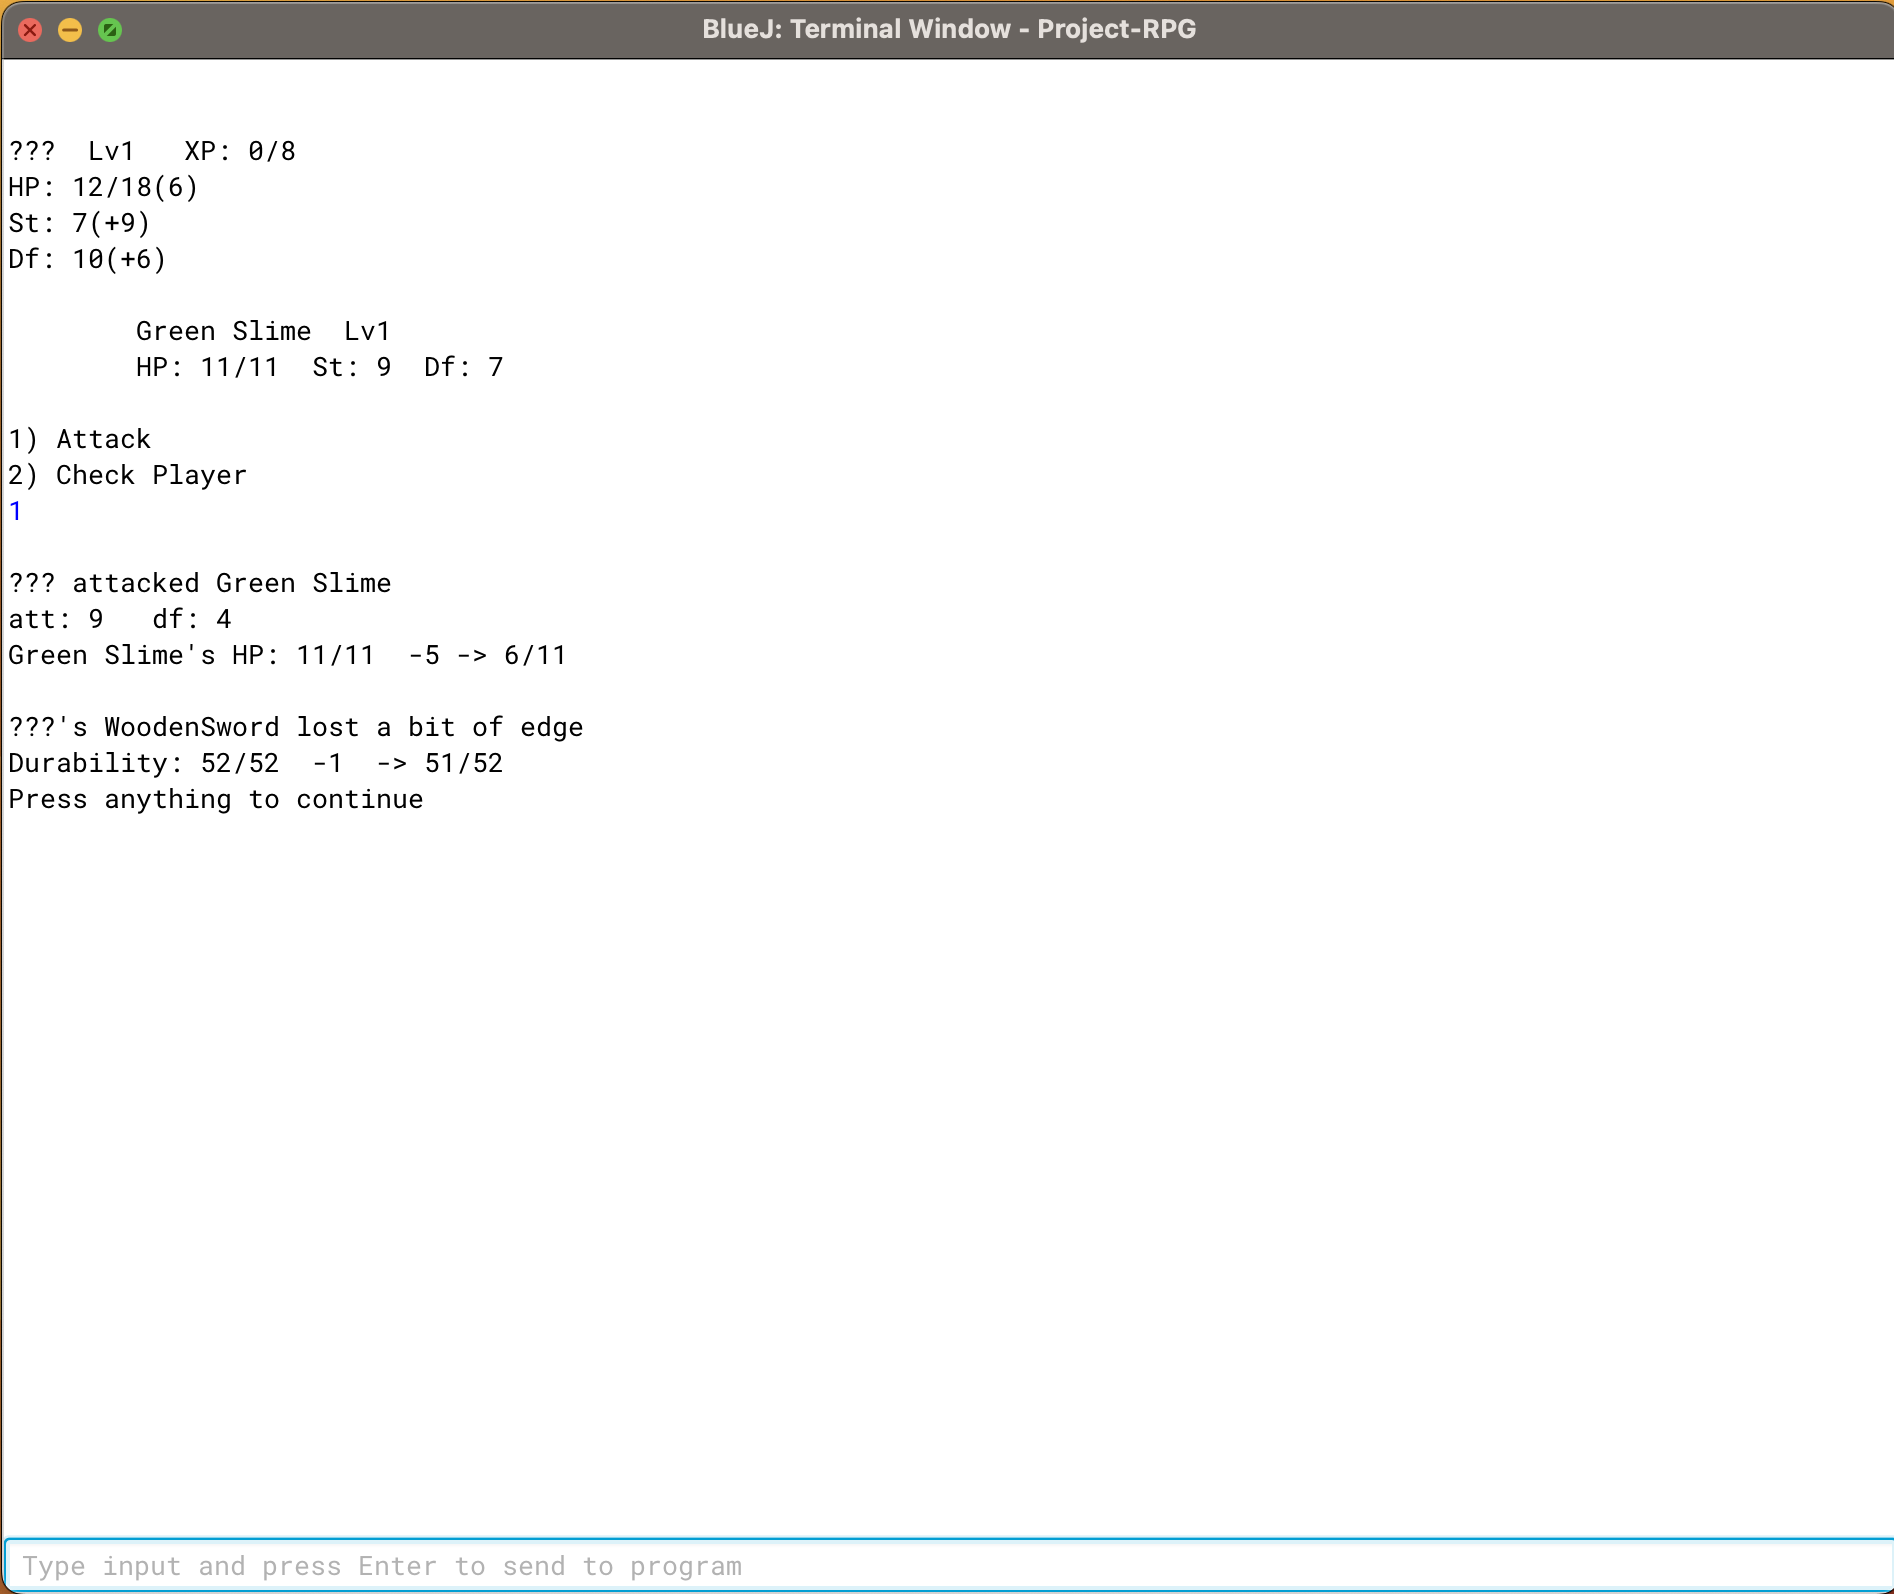 BlueJ: Terminal Window - Project-RPG
???  Lv1   XP: 0/8
HP: 12/18(6)
St: 7(+9)
Df: 10(+6)
Green Slime  Lv1
HP: 11/11  St: 9  Df: 7
1) Attack
2) Check Player
1
??? attacked Green Slime
att: 9   df: 4
Green Slime's HP: 11/11  -5 -> 6/11
???'s WoodenSword lost a bit of edge
Durability: 52/52  -1  -> 51/52
Press anything to continue
Type input and press Enter to send to program